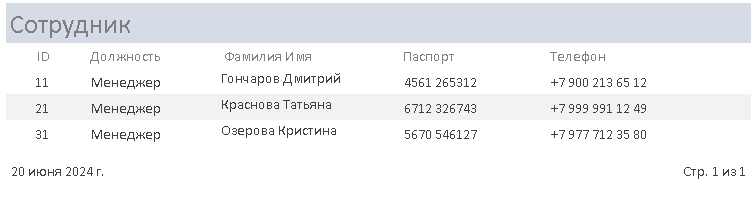 Сотрудник
ID Должность Фамилия Имя Паспорт Телефон
11 Менеджер Гончаров Дмитрий 4561 265312 +7 900 213 65 12
21 Менеджер Краснова Татьяна 6712 326743 +7 999 991 12 49
31 Менеджер Озерова Кристина 5670 546127 +7 977 712 35 80
20 июня 2024 г. Стр. 1 из 1